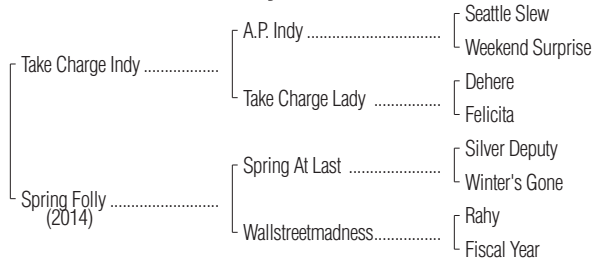 Seattle Slew
A.P. Indy ........................
Weekend Surprise
Take Charge Indy ..................
Dehere
Take Charge Lady ................
Felicita
Silver Deputy
Spring At Last ......................
Winter's Gone
Spring Folly ..........................
(2014)
Rahy
Wallstreetmadness................
Fiscal Year